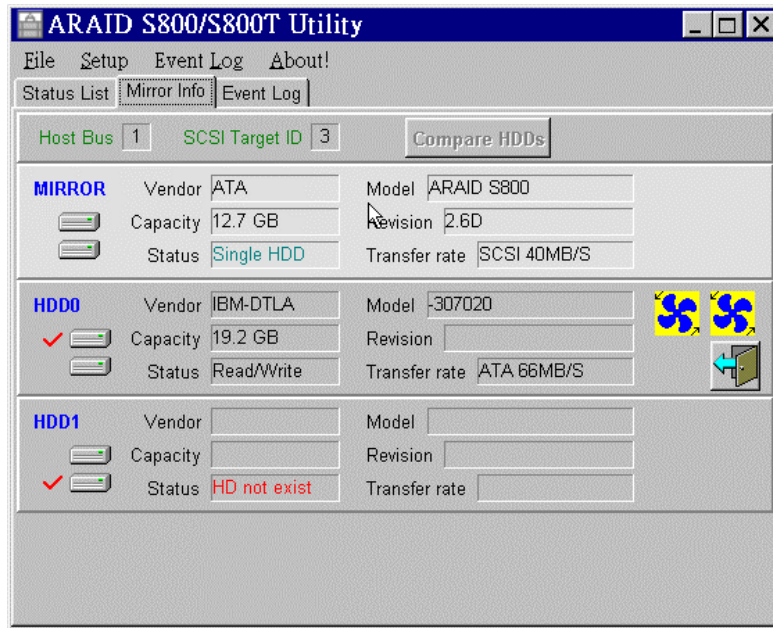 ARAID S800/S800T Utility
File Setup Event Log About!
Status List Mirror Info Event Log
Host Bus 1 SCSI Target ID 3 Compare HDDs
MIRROR Vendor ATA Model ARAID S800
Capacity 12.7 GB Revision 2.6D
Status Single HDD Transfer rate SCSI 40MB/S
HDD0 Vendor IBM-DTLA Model -307020
Capacity 19.2 GB Revision
Status Read/Write Transfer rate ATA 66MB/S
HDD1 Vendor Model
Capacity Revision
Status HD not exist Transfer rate